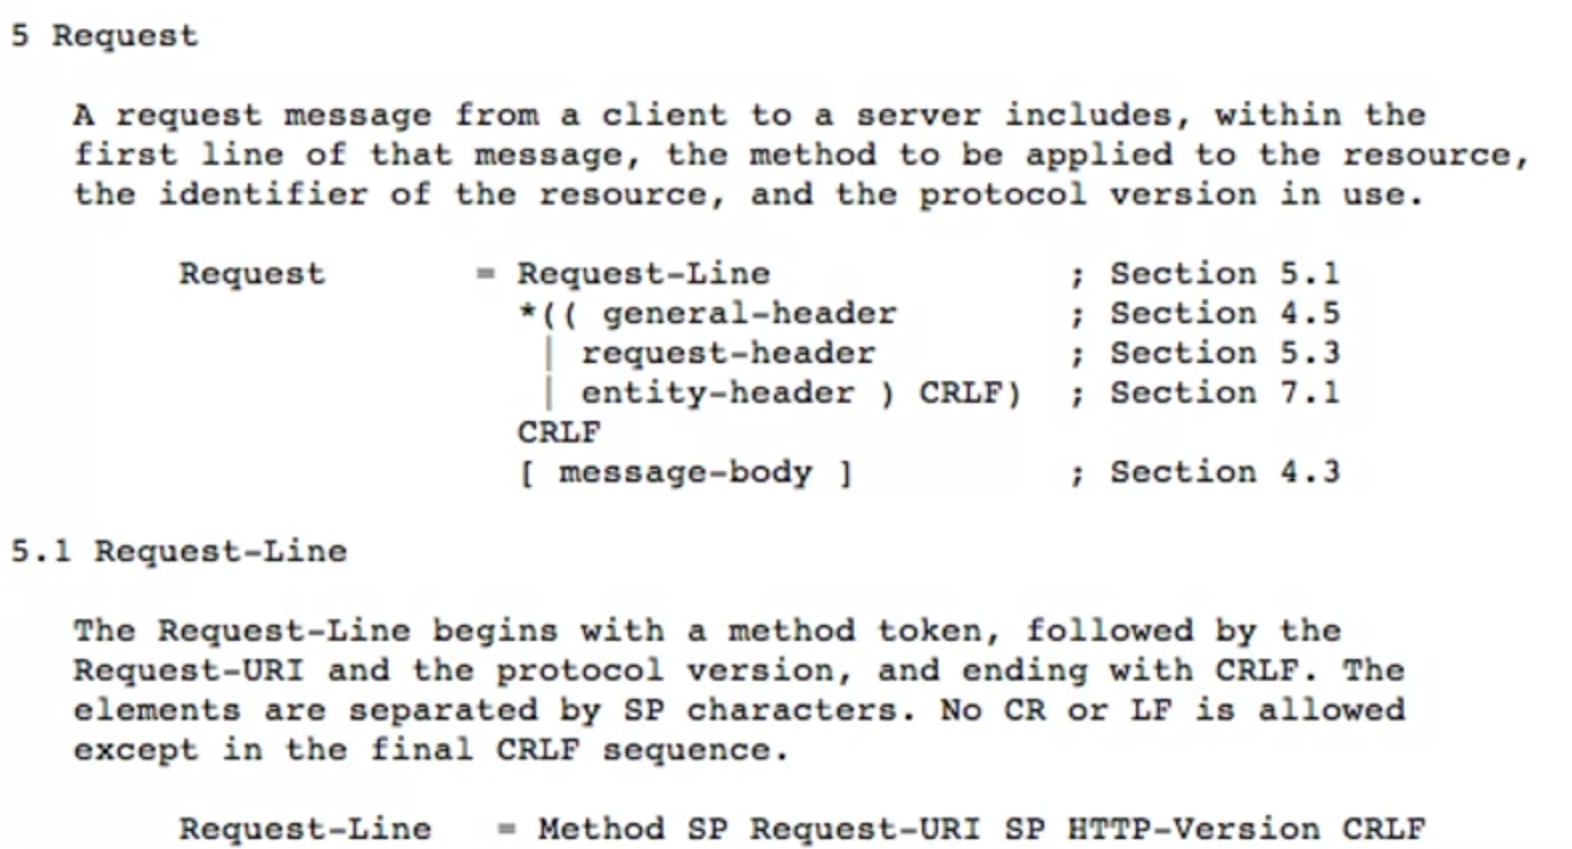 5 Request
A request message from a client to a server includes, within the
first line of that message, the method to be applied to the resource,
the identifier of the resource, and the protocol version in use.
Request = Request-Line ; Section 5.1
*(( general-header ; Section 4.5
| request-header ; Section 5.3
| entity-header ) CRLF) ; Section 7.1
CRLF
[ message-body ] ; Section 4.3
5.1 Request-Line
The Request-Line begins with a method token, followed by the
Request-URI and the protocol version, and ending with CRLF. The
elements are separated by SP characters. No CR or LF is allowed
except in the final CRLF sequence.
Request-Line = Method SP Request-URI SP HTTP-Version CRLF